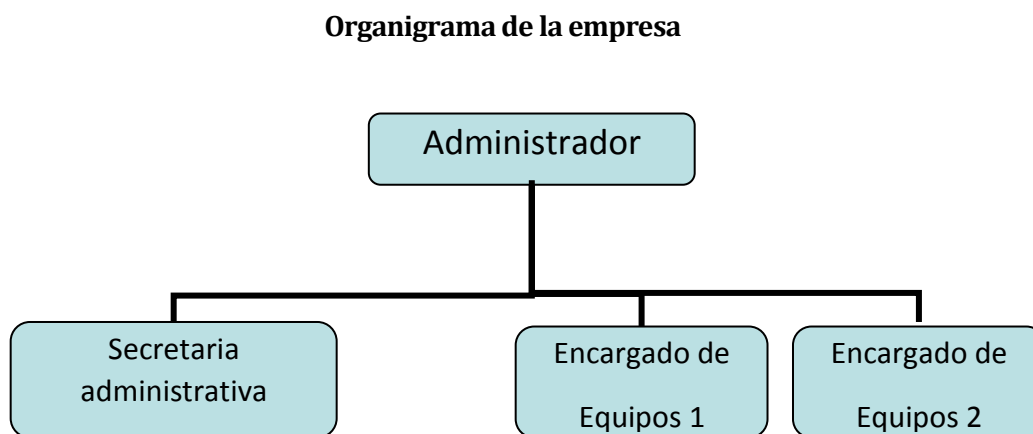 Organigrama de la empresa
Administrador
Secretaria
administrativa
Encargado de
Equipos 1
Encargado de
Equipos 2